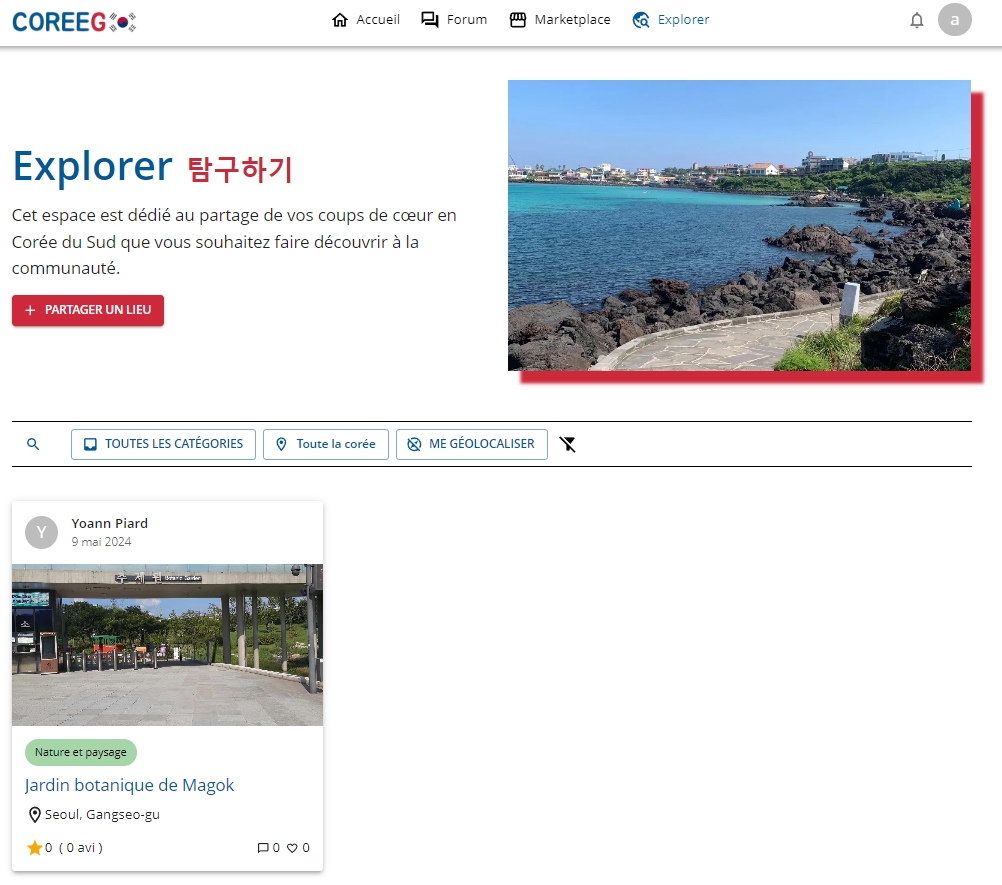 COREEG
Accueil Forum Marketplace Explorer
a
Explorer 탐구하기
Cet espace est dédié au partage de vos coups de cœur en
Corée du Sud que vous souhaitez faire découvrir à la
communauté.
+ PARTAGER UN LIEU
TOUTES LES CATÉGORIES Toute la corée ME GÉOLOCALISER
Y
Yoann Piard
9 mai 2024
Botanic Garden
Nature et paysage
Jardin botanique de Magok
Seoul, Gangseo-gu
0 ( 0 avi ) 0 0